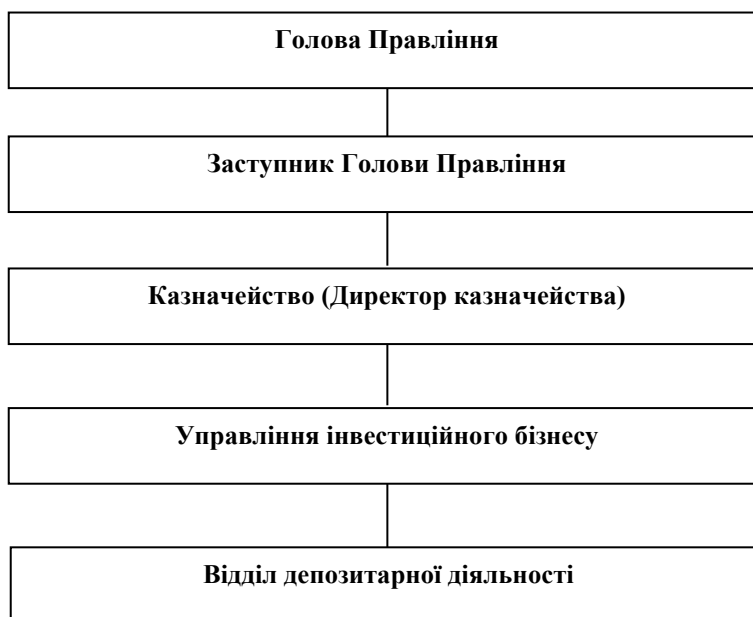 Голова Правління
Заступник Голови Правління
Казначейство (Директор казначейства)
Управління інвестиційного бізнесу
Відділ депозитарної діяльності